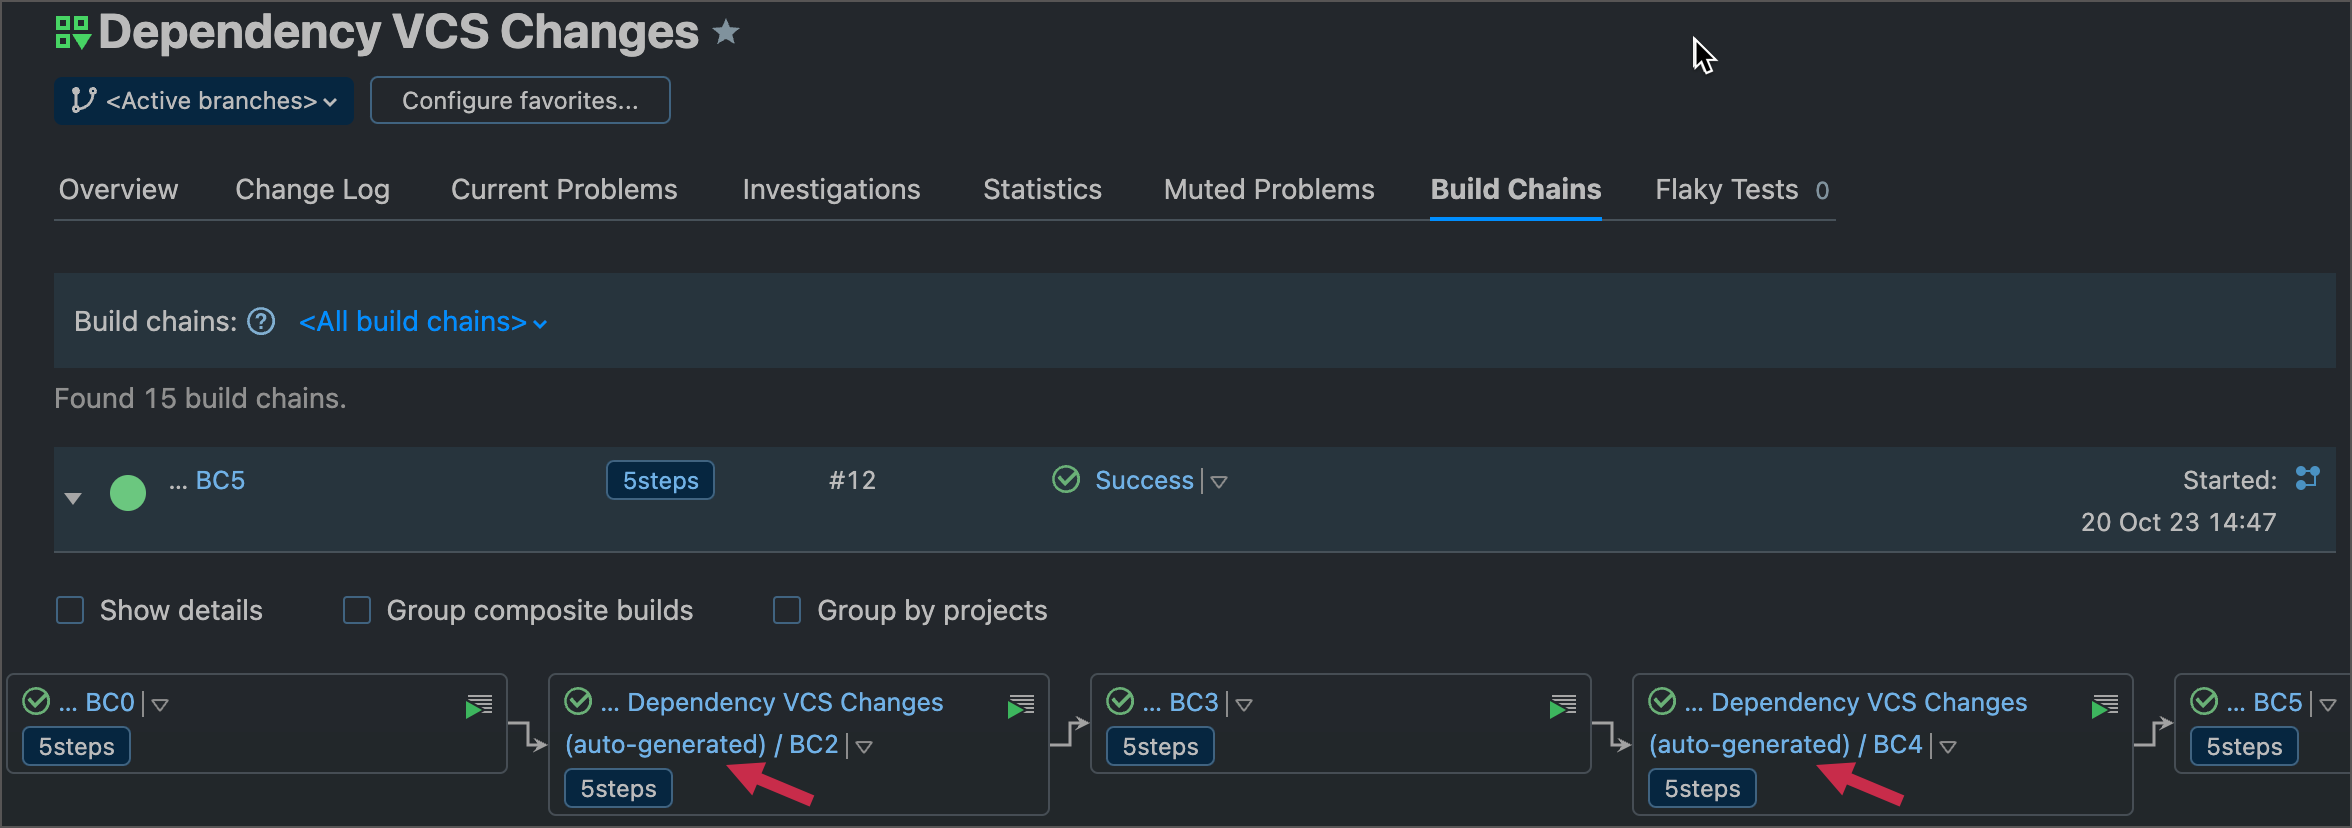 Dependency VCS Changes
<Active branches> Configure favorites...
Overview Change Log Current Problems Investigations Statistics Muted Problems Build Chains Flaky Tests 0
Build chains: ? <All build chains>
Found 15 build chains.
... BC5 5steps #12 Success Started:
20 Oct 23 14:47
Show details Group composite builds Group by projects
... BC0
5steps
... Dependency VCS Changes
(auto-generated) / BC2
5steps
... BC3
5steps
... Dependency VCS Changes
(auto-generated) / BC4
5steps
... BC5
5steps